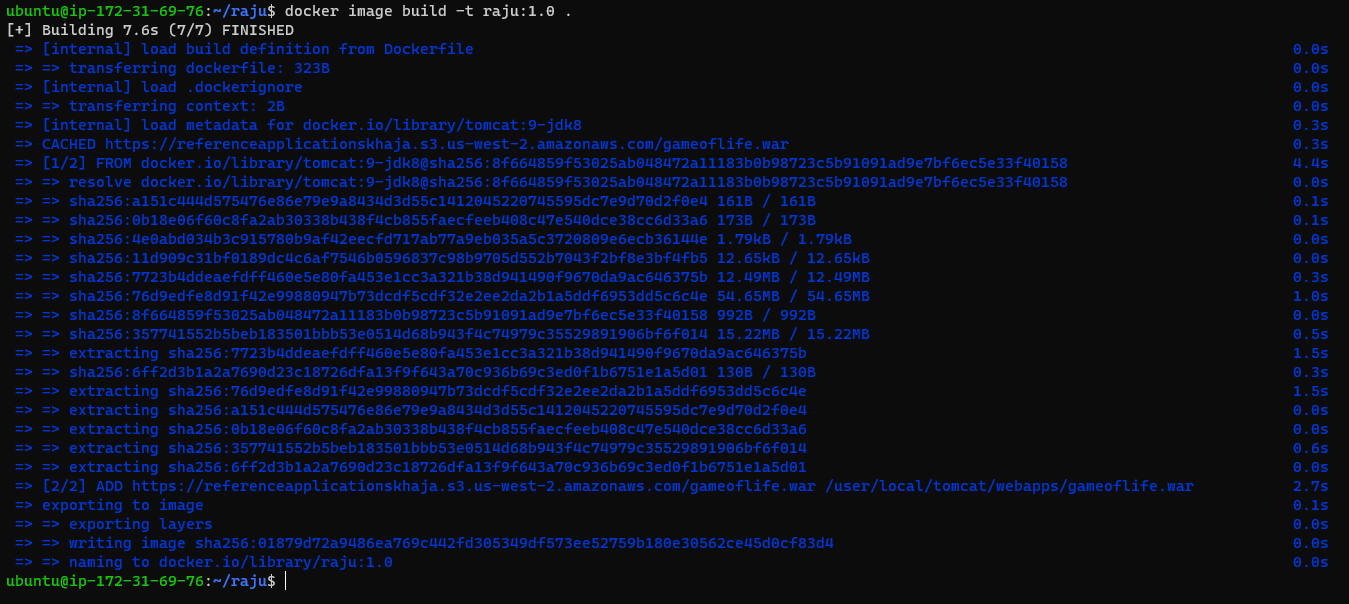 ubuntu@ip-172-31-69-76:~/raju$ docker image build -t raju:1.0 .
[+] Building 7.6s (7/7) FINISHED
=> [internal] load build definition from Dockerfile 0.0s
=> => transferring dockerfile: 323B 0.0s
=> [internal] load .dockerignore 0.0s
=> => transferring context: 2B 0.0s
=> [internal] load metadata for docker.io/library/tomcat:9-jdk8 0.3s
=> CACHED https://referenceapplicationskhaja.s3.us-west-2.amazonaws.com/gameoflife.war 0.3s
=> [1/2] FROM docker.io/library/tomcat:9-jdk8@sha256:8f664859f53025ab048472a11183b0b98723c5b91091ad9e7bf6ec5e33f40158 4.4s
=> => resolve docker.io/library/tomcat:9-jdk8@sha256:8f664859f53025ab048472a11183b0b98723c5b91091ad9e7bf6ec5e33f40158 0.0s
=> => sha256:a151c444d575476e86e79e9a8434d3d55c1412045220745595dc7e9d70d2f0e4 161B / 161B 0.1s
=> => sha256:0b18e06f60c8fa2ab30338b438f4cb855faecfeeb408c47e540dce38cc6d33a6 173B / 173B 0.1s
=> => sha256:4e0abd034b3c915780b9af42eecfd717ab77a9eb035a5c3720809e6ecb36144e 1.79kB / 1.79kB 0.0s
=> => sha256:11d909c31bf0189dc4c6af7546b0596837c98b9705d552b7043f2bf8e3bf4fb5 12.65kB / 12.65kB 0.0s
=> => sha256:7723b4ddeaefdff460e5e80fa453e1cc3a321b38d941490f9670da9ac646375b 12.49MB / 12.49MB 0.3s
=> => sha256:76d9edfe8d91f42e99880947b73dcdf5cdf32e2ee2da2b1a5ddf6953dd5c6c4e 54.65MB / 54.65MB 1.0s
=> => sha256:8f664859f53025ab048472a11183b0b98723c5b91091ad9e7bf6ec5e33f40158 992B / 992B 0.0s
=> => sha256:357741552b5beb183501bbb53e0514d68b943f4c74979c35529891906bf6f014 15.22MB / 15.22MB 0.5s
=> => extracting sha256:7723b4ddeaefdff460e5e80fa453e1cc3a321b38d941490f9670da9ac646375b 1.5s
=> => sha256:6ff2d3b1a2a7690d23c18726dfa13f9f643a70c936b69c3ed0f1b6751e1a5d01 130B / 130B 0.3s
=> => extracting sha256:76d9edfe8d91f42e99880947b73dcdf5cdf32e2ee2da2b1a5ddf6953dd5c6c4e 1.5s
=> => extracting sha256:a151c444d575476e86e79e9a8434d3d55c1412045220745595dc7e9d70d2f0e4 0.0s
=> => extracting sha256:0b18e06f60c8fa2ab30338b438f4cb855faecfeeb408c47e540dce38cc6d33a6 0.0s
=> => extracting sha256:357741552b5beb183501bbb53e0514d68b943f4c74979c35529891906bf6f014 0.6s
=> => extracting sha256:6ff2d3b1a2a7690d23c18726dfa13f9f643a70c936b69c3ed0f1b6751e1a5d01 0.0s
=> [2/2] ADD https://referenceapplicationskhaja.s3.us-west-2.amazonaws.com/gameoflife.war /user/local/tomcat/webapps/gameoflife.war 2.7s
=> exporting to image 0.1s
=> => exporting layers 0.0s
=> => writing image sha256:01879d72a9486ea769c442fd305349df573ee52759b180e30562ce45d0cf83d4 0.0s
=> => naming to docker.io/library/raju:1.0 0.0s
ubuntu@ip-172-31-69-76:~/raju$